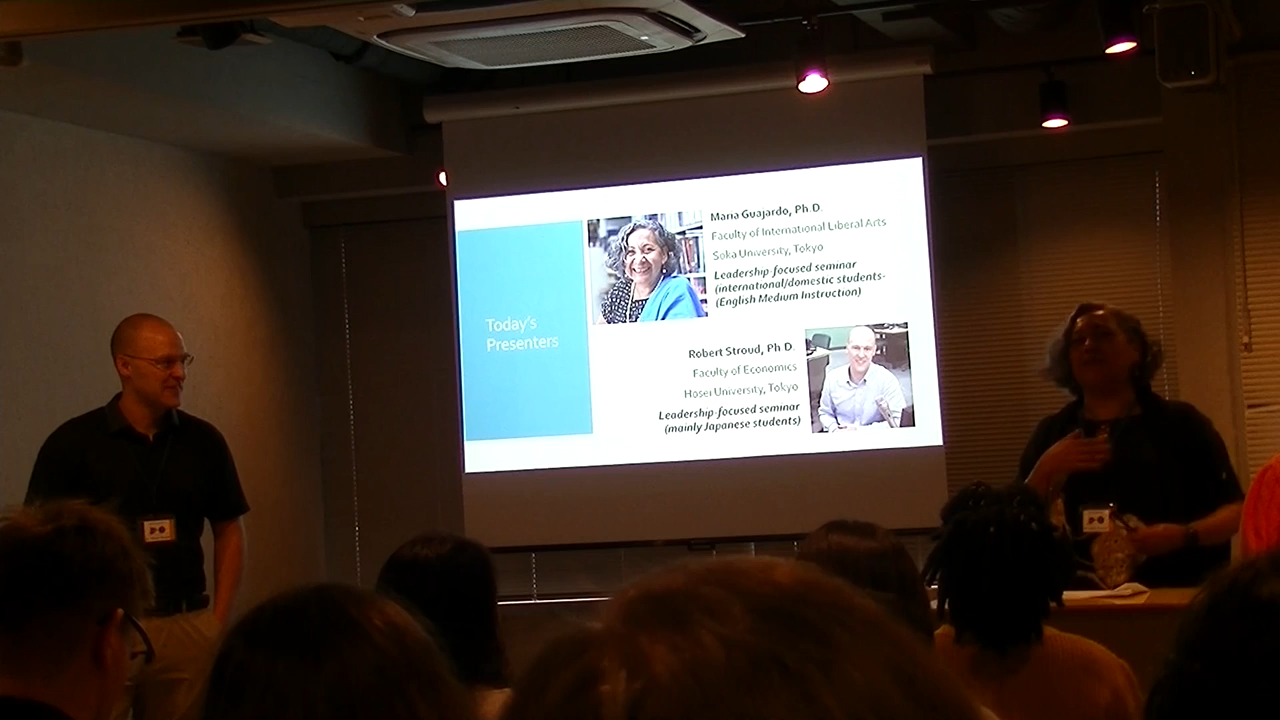 Today's
Presenters
Maria Guajardo, Ph.D.
Faculty of International Liberal Arts
Soka University, Tokyo
Leadership-focused seminar
(international/domestic students-
(English Medium Instruction)
Robert Stroud, Ph.D.
Faculty of Economics
Hosei University, Tokyo
Leadership-focused seminar
(mainly Japanese students)